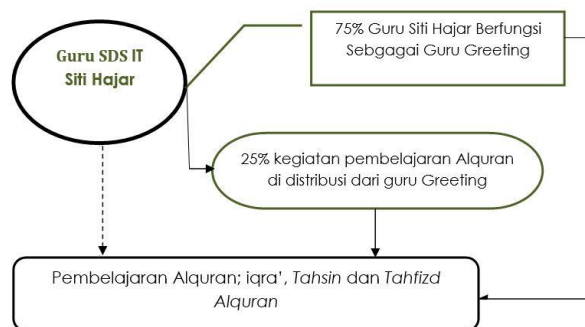 Guru SDS IT
Siti Hajar
75% Guru Siti Hajar Berfungsi
Sebgagai Guru Greeting
25% kegiatan pembelajaran Alquran
di distribusi dari guru Greeting
Pembelajaran Alquran; iqra', Tahsin dan Tahfizd
Alquran